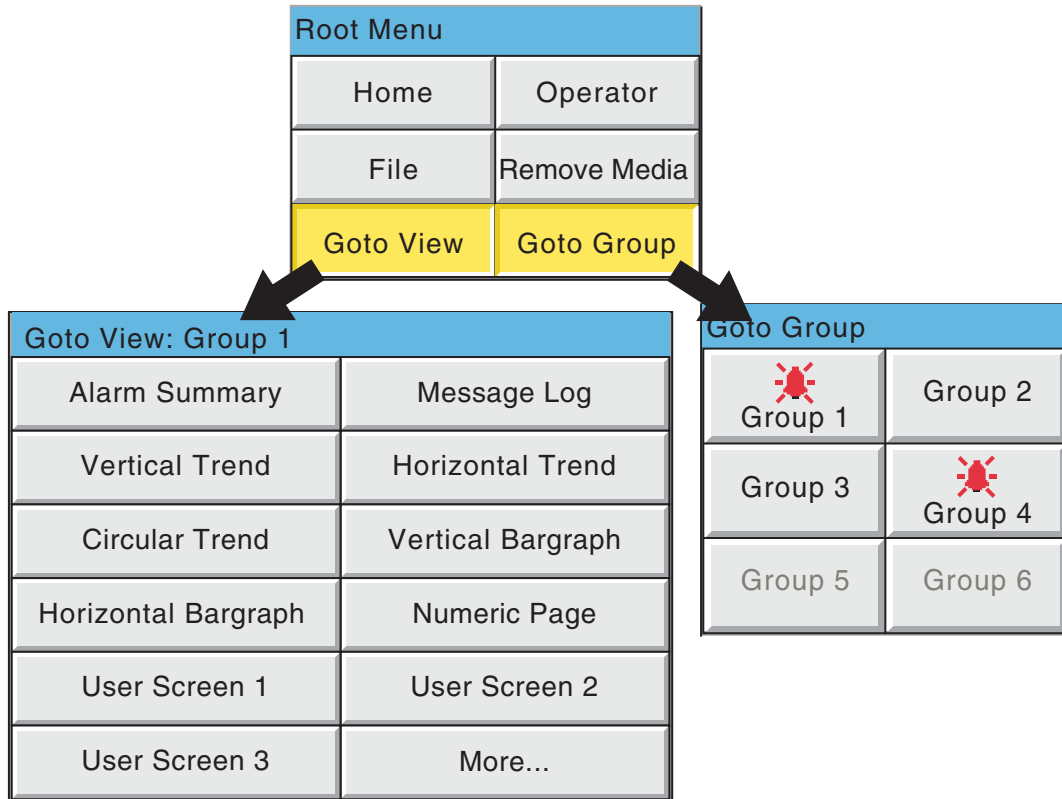 Root Menu
Home
Operator
File
Remove Media
Goto View
Goto Group
Goto View: Group 1
Alarm Summary
Message Log
Vertical Trend
Horizontal Trend
Circular Trend
Vertical Bargraph
Horizontal Bargraph
Numeric Page
User Screen 1
User Screen 2
User Screen 3
More...
Goto Group
Group 1
Group 2
Group 3
Group 4
Group 5
Group 6